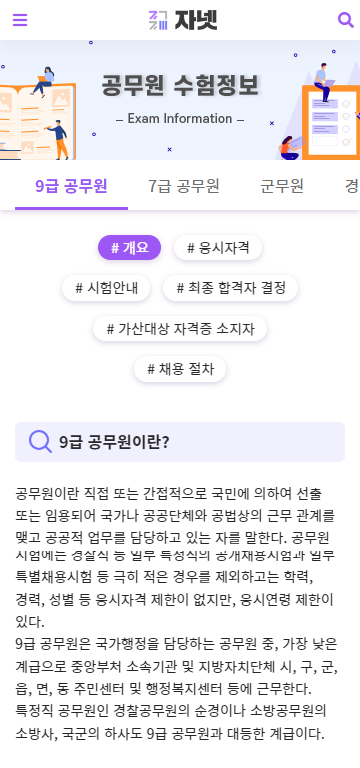 자넷
공무원 수험정보
– Exam Information –
9급 공무원 7급 공무원 군무원 경
# 개요 # 응시자격
# 시험안내 # 최종 합격자 결정
# 가산대상 자격증 소지자
# 채용 절차
9급 공무원이란?
공무원이란 직접 또는 간접적으로 국민에 의하여 선출
또는 임용되어 국가나 공공단체와 공법상의 근무 관계를
맺고 공공적 업무를 담당하고 있는 자를 말한다. 공무원
시험에는 경찰직 등 일부 특정직의 공개채용시험과 일부
특별채용시험 등 극히 적은 경우를 제외하고는 학력,
경력, 성별 등 응시자격 제한이 없지만, 응시연령 제한이
있다.
9급 공무원은 국가행정을 담당하는 공무원 중, 가장 낮은
계급으로 중앙부처 소속기관 및 지방자치단체 시, 구, 군,
읍, 면, 동 주민센터 및 행정복지센터 등에 근무한다.
특정직 공무원인 경찰공무원의 순경이나 소방공무원의
소방사, 국군의 하사도 9급 공무원과 대등한 계급이다.